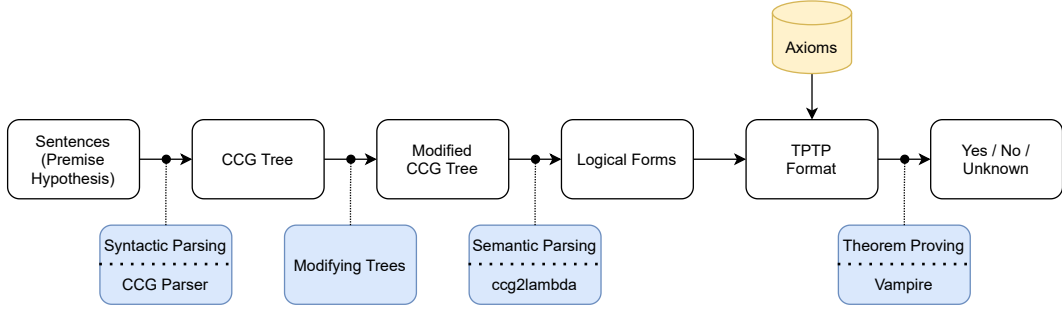 Axioms
Sentences
(Premise
Hypothesis)
CCG Tree
Modified
CCG Tree
Logical Forms
TPTP
Format
Yes / No /
Unknown
Syntactic Parsing
CCG Parser
Modifying Trees
Semantic Parsing
ccg2lambda
Theorem Proving
Vampire